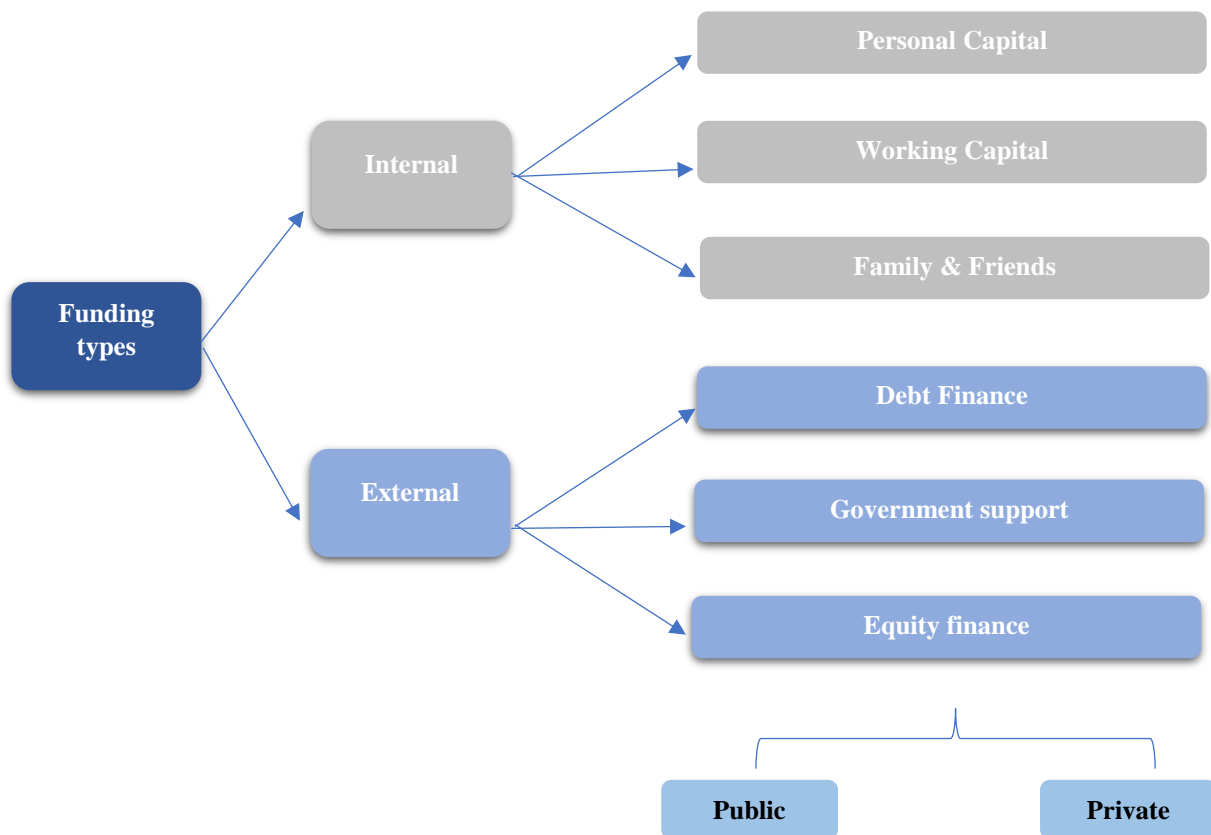 Personal Capital
Internal
Working Capital
Family & Friends
Funding
types
Debt Finance
External
Government support
Equity finance
Public
Private